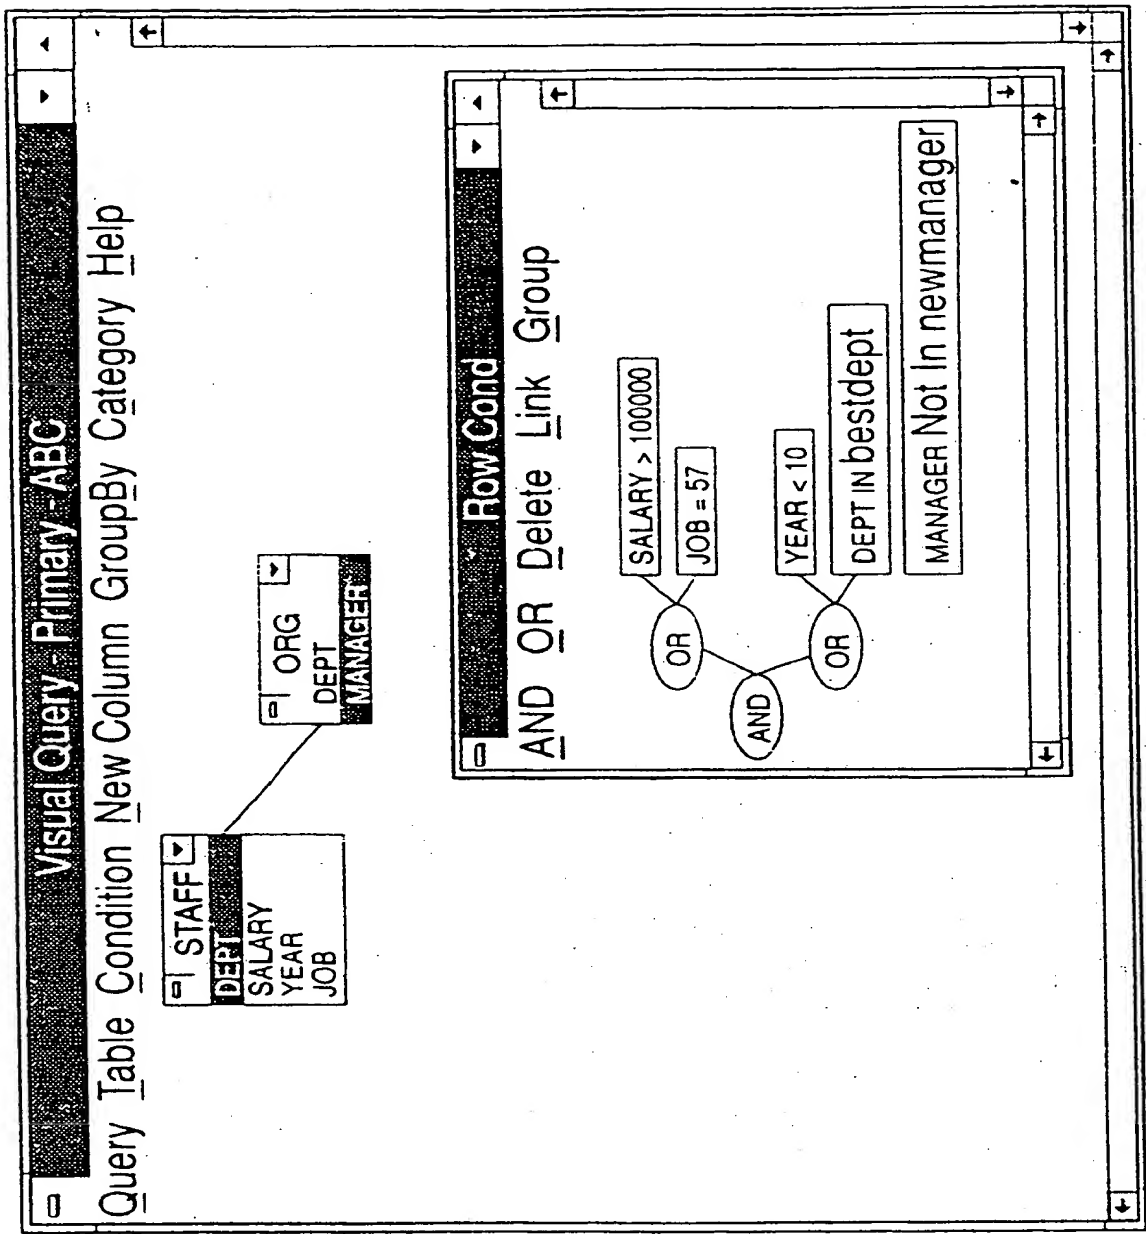 Visual Query - Primary - ABC
Query Table Condition New Column GroupBy Category Help
STAFF
DEPT
SALARY
YEAR
JOB
ORG
DEPT
MANAGER
Row Cond
AND OR Delete Link Group
SALARY > 100000
JOB = 57
OR
AND
YEAR < 10
OR
DEPT IN bestdept
MANAGER Not In newmanager